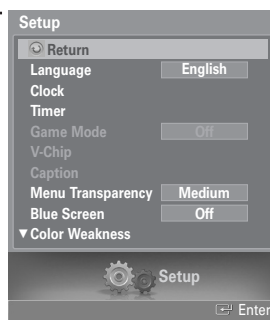 Setup
Return
Language English
Clock
Timer
Game Mode Off
V-Chip
Caption
Menu Transparency Medium
Blue Screen Off
▼ Color Weakness
Setup
Enter